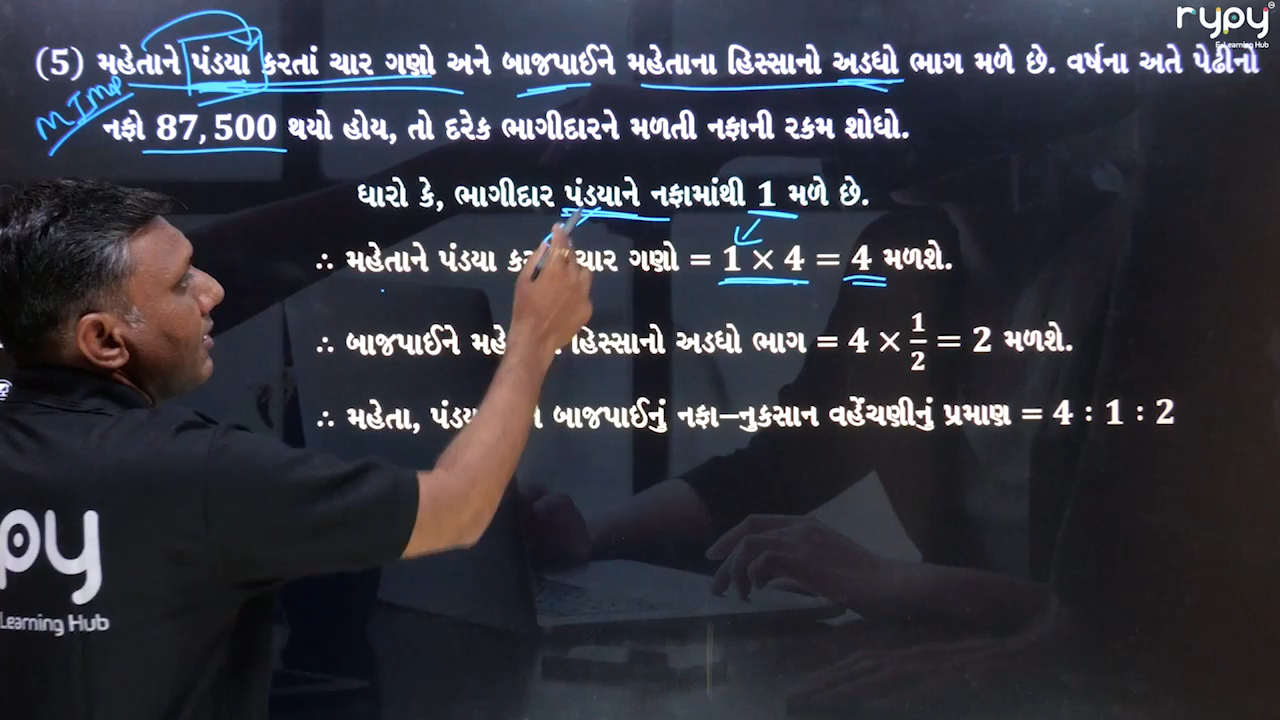 rypy
E-Learning Hub
(5) મહેતાને પંડયા કરતાં ચાર ગણો અને બાજપાઈને મહેતાના હિસ્સાનો અડધો ભાગ મળે છે. વર્ષના અતે પેઢીનો
M IMP
નફો 87,500 થયો હોય, તો દરેક ભાગીદારને મળતી નફાની રકમ શોધો.
ધારો કે, ભાગીદાર પંડયાને નફામાંથી 1 મળે છે.
∴ મહેતાને પંડયા ચાર ગણો = 1 × 4 = 4 મળશે.
∴ બાજપાઈને હિસ્સાનો અડધો ભાગ = 4 × 1/2 = 2 મળશે.
∴ મહેતા, બાજપાઈનું નફા–નુકસાન વહેંચણીનું પ્રમાણ = 4 : 1 : 2
py
Learning Hub